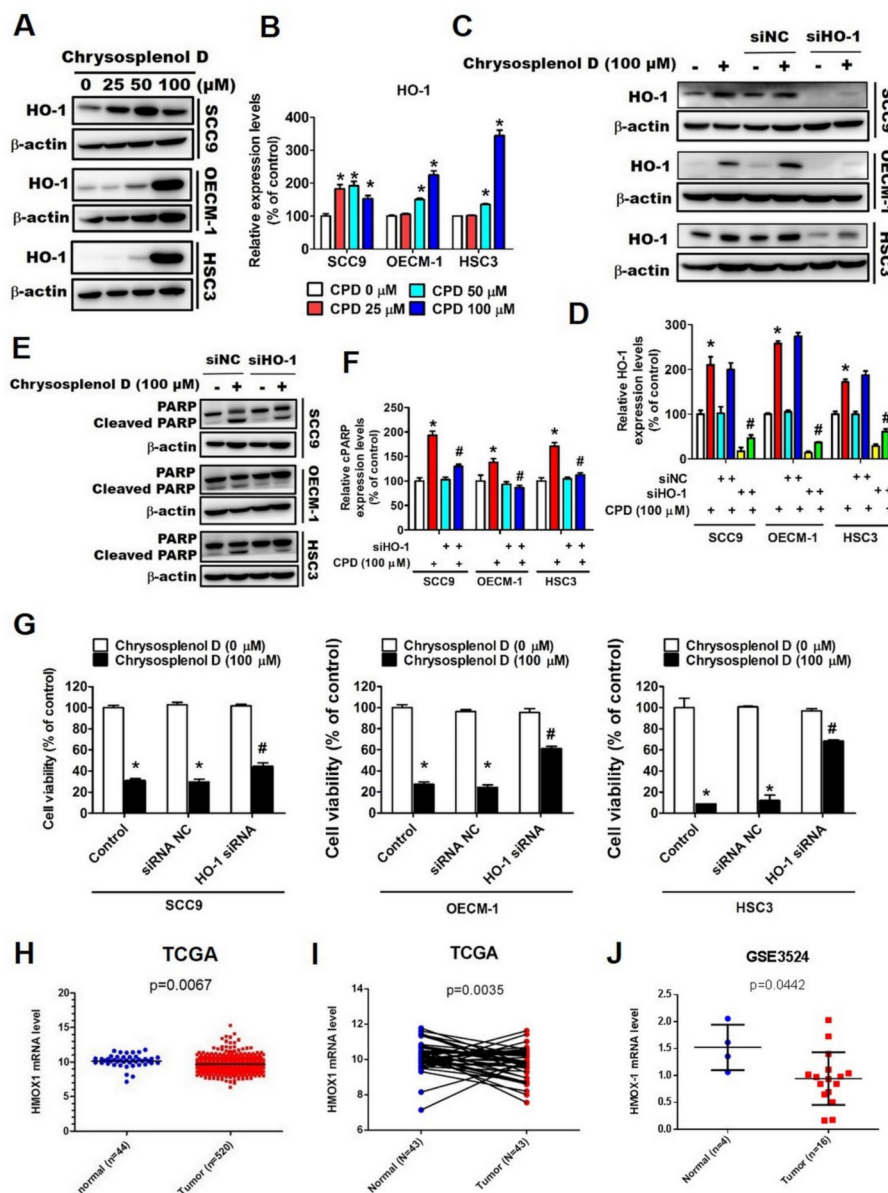 A
Chrysosplenol D
0 25 50 100 (μM)
HO-1
β-actin
SCC9
HO-1
β-actin
OECM-1
HO-1
β-actin
HSC3
B
HO-1
Relative expression levels
(% of control)
400
300
200
100
0
* * * * * * *
SCC9 OECM-1 HSC3
CPD 0 μM CPD 50 μM
CPD 25 μM CPD 100 μM
C
siNC siHO-1
Chrysosplenol D (100 μM) - + - + - +
HO-1
β-actin
SCC9
HO-1
β-actin
OECM-1
HO-1
β-actin
HSC3
D
Relative HO-1
expression levels
(% of control)
300
200
100
0
* # * # * #
siNC + + + + + +
siHO-1 + + + + + +
CPD (100 μM) + + + + + + + + +
SCC9 OECM-1 HSC3
E
siNC siHO-1
Chrysosplenol D (100 μM) - + - +
PARP
Cleaved PARP
β-actin
SCC9
PARP
Cleaved PARP
β-actin
OECM-1
PARP
Cleaved PARP
β-actin
HSC3
F
Relative cPARP
expression levels
(% of control)
250
200
150
100
50
0
* # * # * #
siHO-1 + + + + + +
CPD (100 μM) + + + + + +
SCC9 OECM-1 HSC3
G
Chrysosplenol D (0 μM)
Chrysosplenol D (100 μM)
Cell viability (% of control)
120
100
80
60
40
20
0
* * #
Control siRNA NC HO-1 siRNA
SCC9
Chrysosplenol D (0 μM)
Chrysosplenol D (100 μM)
Cell viability (% of control)
120
100
80
60
40
20
0
* * #
Control siRNA NC HO-1 siRNA
OECM-1
Chrysosplenol D (0 μM)
Chrysosplenol D (100 μM)
Cell viability (% of control)
120
100
80
60
40
20
0
* * #
Control siRNA NC HO-1 siRNA
HSC3
H
TCGA
p=0.0067
HMOX1 mRNA level
20
15
10
5
0
normal (n=44) Tumor (n=520)
I
TCGA
p=0.0035
HMOX1 mRNA level
14
12
10
8
6
Normal (N=43) Tumor (N=43)
J
GSE3524
p=0.0442
HMOX-1 mRNA level
2.5
2.0
1.5
1.0
0.5
0.0
Normal (n=4) Tumor (n=16)